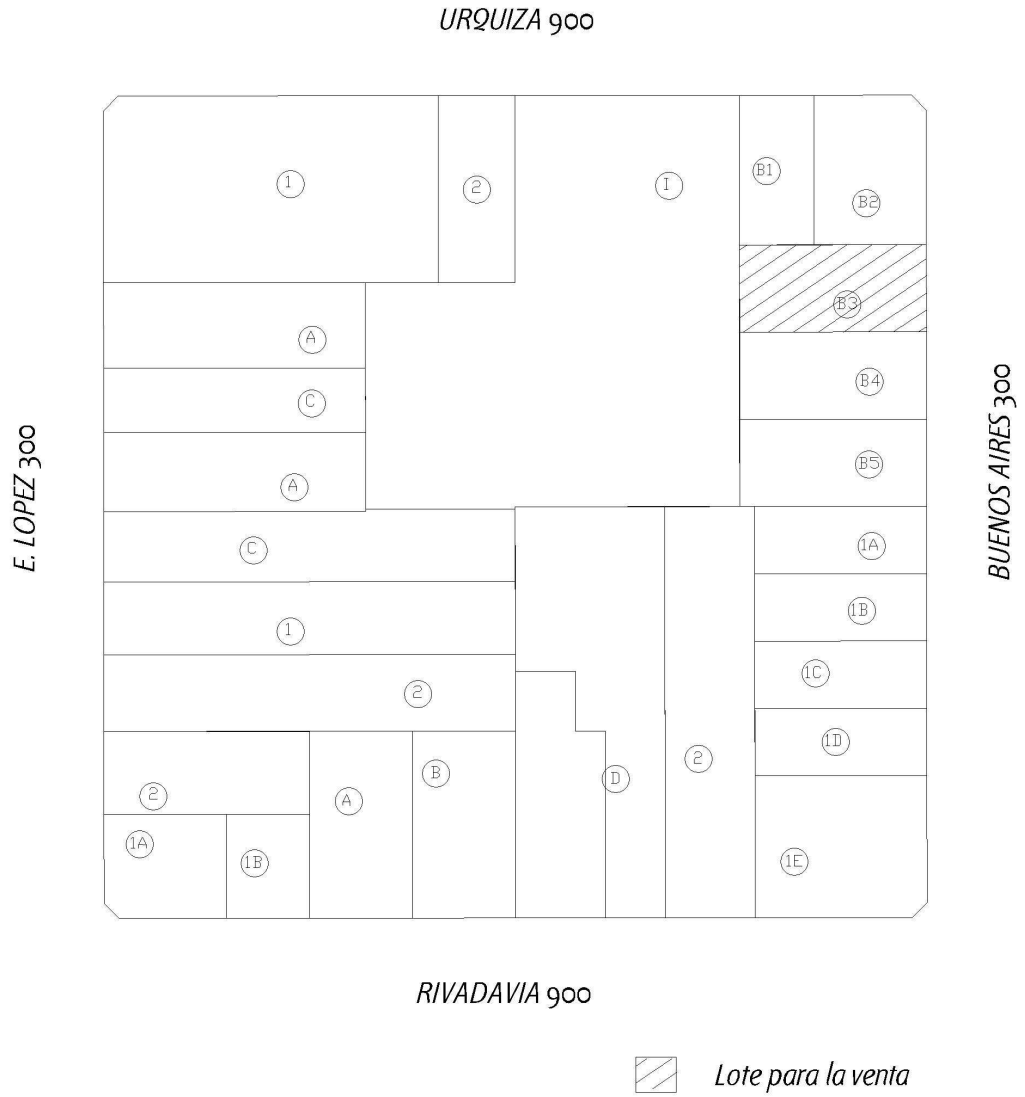 URQUIZA 900
B1
1
2
I
B2
B3
A
B4
C
E. LOPEZ 300
BUENOS AIRES 300
B5
A
1A
C
1B
1
1C
2
1D
2
B
D
2
A
1A
1B
1E
RIVADAVIA 900
Lote para la venta